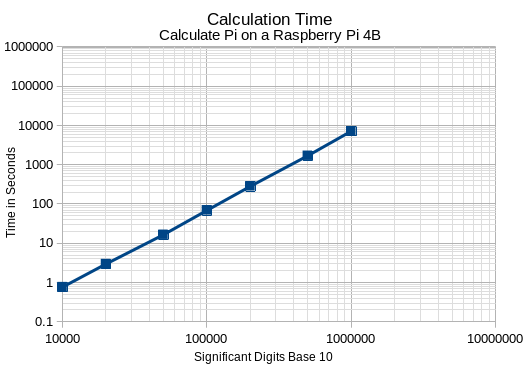 Calculation Time
Calculate Pi on a Raspberry Pi 4B
1000000
100000
10000
1000
100
10
1
0.1
Time in Seconds
10000 100000 1000000 10000000
Significant Digits Base 10